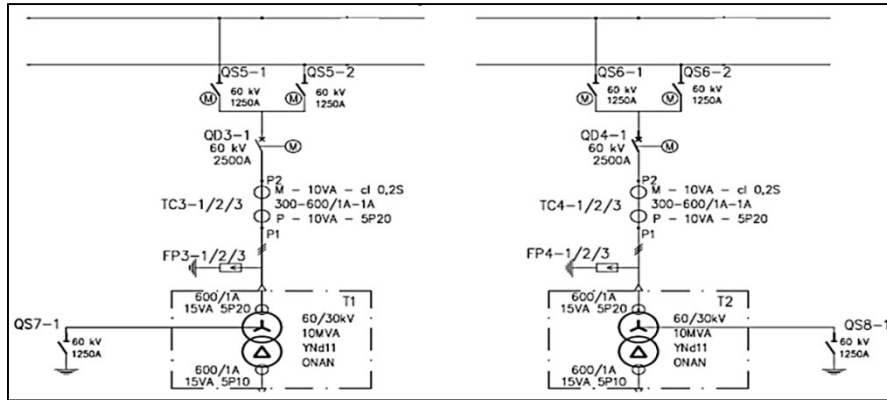 QS5-1
60 kV
1250A
M
QS5-2
60 kV
1250A
M
QD3-1
60 kV
2500A
M
P2
TC3-1/2/3
M - 10VA - cl 0,2S
300-600/1A-1A
P - 10VA - 5P20
P1
FP3-1/2/3
600/1A
15VA 5P20
T1
60/30kV
10MVA
YNd11
ONAN
600/1A
15VA 5P10
QS7-1
60 kV
1250A
QS6-1
60 kV
1250A
M
QS6-2
60 kV
1250A
M
QD4-1
60 kV
2500A
M
P2
TC4-1/2/3
M - 10VA - cl 0,2S
300-600/1A-1A
P - 10VA - 5P20
P1
FP4-1/2/3
600/1A
15VA 5P20
T2
60/30kV
10MVA
YNd11
ONAN
600/1A
15VA 5P10
QS8-1
60 kV
1250A